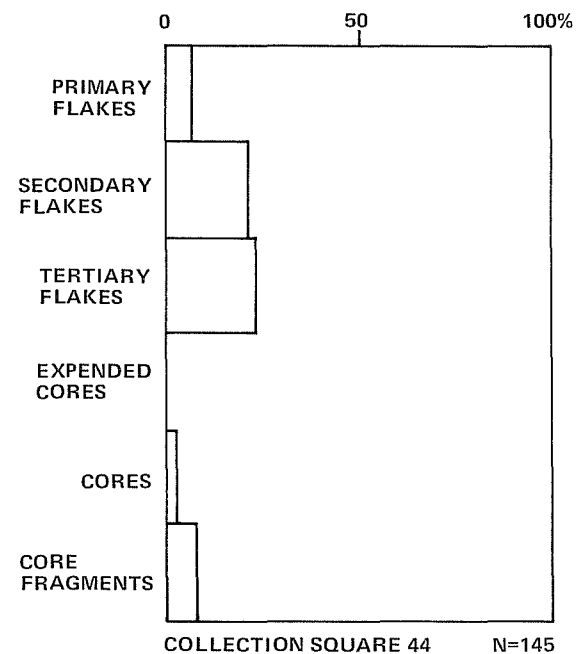 0 50 100%
PRIMARY
FLAKES
SECONDARY
FLAKES
TERTIARY
FLAKES
EXPENDED
CORES
CORES
CORE
FRAGMENTS
COLLECTION SQUARE 44 N=145